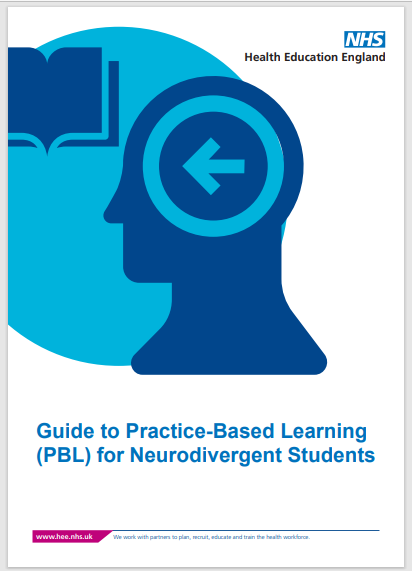 NHS
Health Education England
Guide to Practice-Based Learning
(PBL) for Neurodivergent Students
www.hee.nhs.uk We work with partners to plan, recruit, educate and train the health workforce.